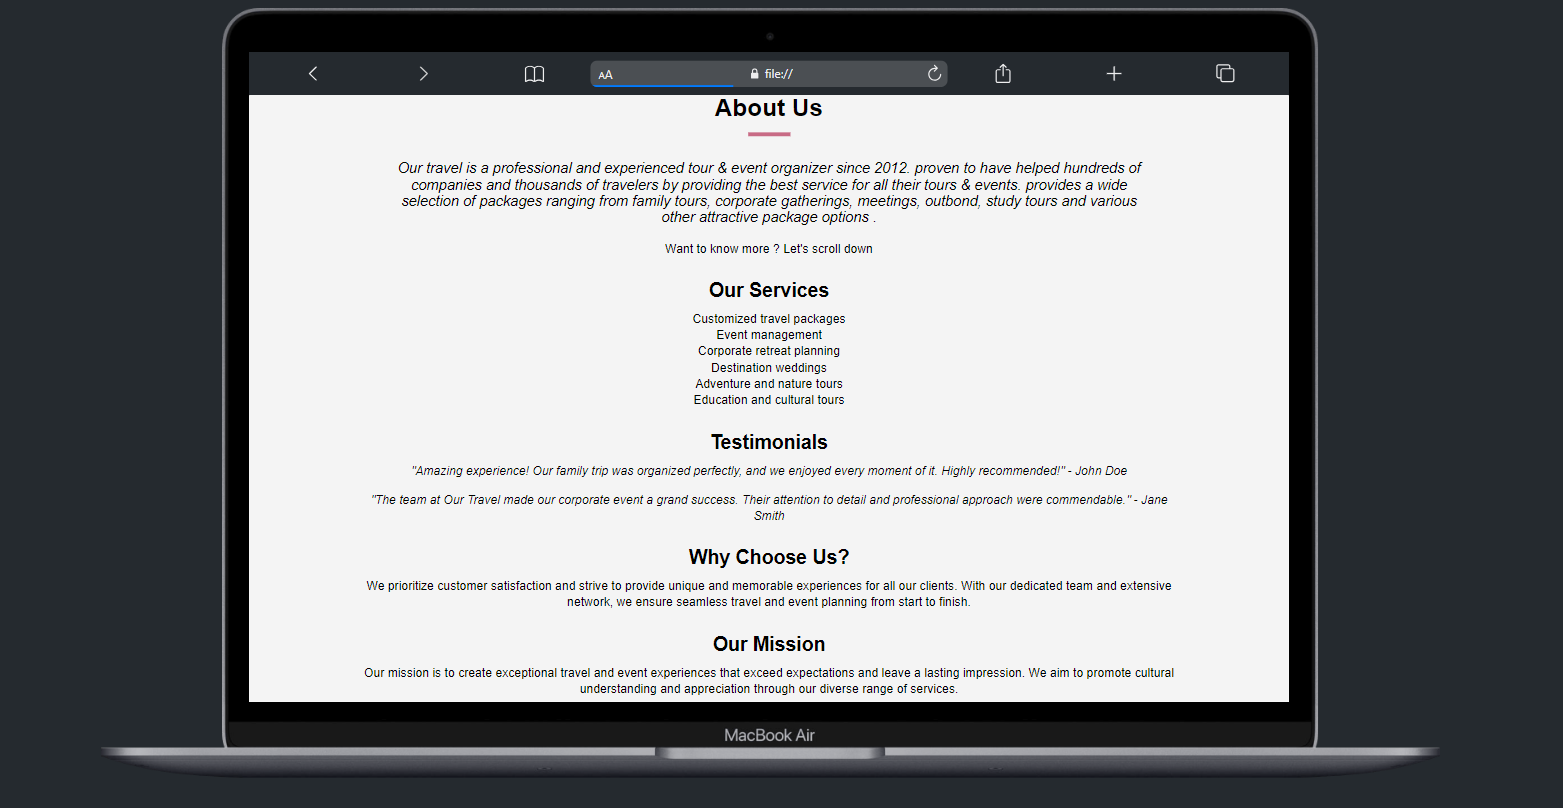 AA file://
About Us
Our travel is a professional and experienced tour & event organizer since 2012. proven to have helped hundreds of
companies and thousands of travelers by providing the best service for all their tours & events. provides a wide
selection of packages ranging from family tours, corporate gatherings, meetings, outbond, study tours and various
other attractive package options .
Want to know more ? Let's scroll down
Our Services
Customized travel packages
Event management
Corporate retreat planning
Destination weddings
Adventure and nature tours
Education and cultural tours
Testimonials
"Amazing experience! Our family trip was organized perfectly, and we enjoyed every moment of it. Highly recommended!" - John Doe
"The team at Our Travel made our corporate event a grand success. Their attention to detail and professional approach were commendable." - Jane
Smith
Why Choose Us?
We prioritize customer satisfaction and strive to provide unique and memorable experiences for all our clients. With our dedicated team and extensive
network, we ensure seamless travel and event planning from start to finish.
Our Mission
Our mission is to create exceptional travel and event experiences that exceed expectations and leave a lasting impression. We aim to promote cultural
understanding and appreciation through our diverse range of services.
MacBook Air